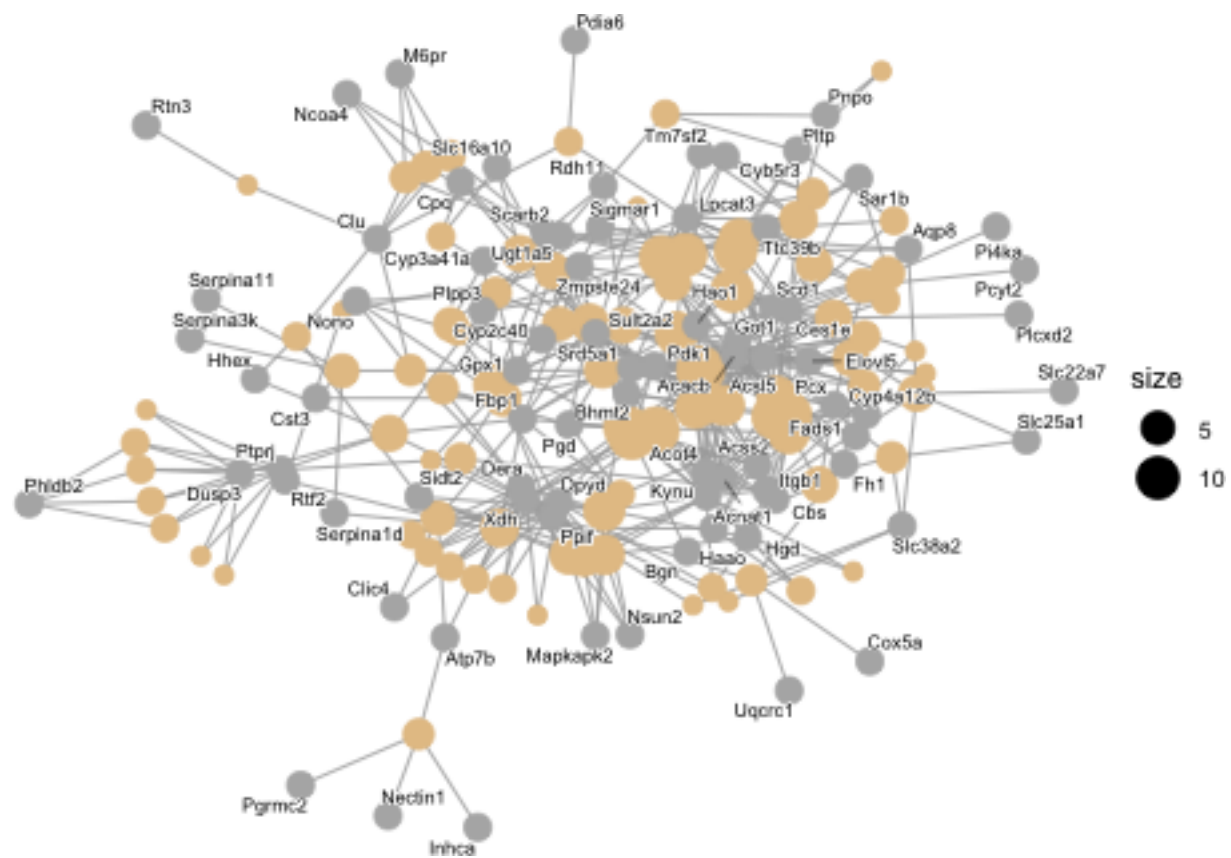 Pdia6
M6pr
Rtn3
Ncoa4
Pnpo
Slc16a10
Tm7sf2
Pltp
Rdh11
Cyb5r3
Cpq
Scarb2
Sigmar1
Lpcat3
Sar1b
Clu
Aqp8
Ugt1a5
Ttc39b
Pi4ka
Cyp3a41a
Serpina11
Plpp3
Zmpste24
Hao1
Scd1
Pcyt2
Serpina3k
Nono
Cyp2c40
Sult2a2
Got1
Ces1e
Plcxd2
Hhex
Gpx1
Srd5a1
Pdk1
Elovl5
Slc22a7
size
Acacb
Acsl5
Pcx
Cyp4a12b
Fbp1
Bhmt2
Cst3
Pgd
Fads1
Slc25a1
5
Ptprj
Acot4
Acss2
Phldb2
Dusp3
Rtf2
Sidt2
Dera
Dpyd
Kynu
Itgb1
Fh1
10
Serpina1d
Xdh
Ppif
Acnat1
Cbs
Haao
Hgd
Slc38a2
Clic4
Bgn
Nsun2
Atp7b
Mapkapk2
Cox5a
Uqcrc1
Pgrmc2
Nectin1
Inhca